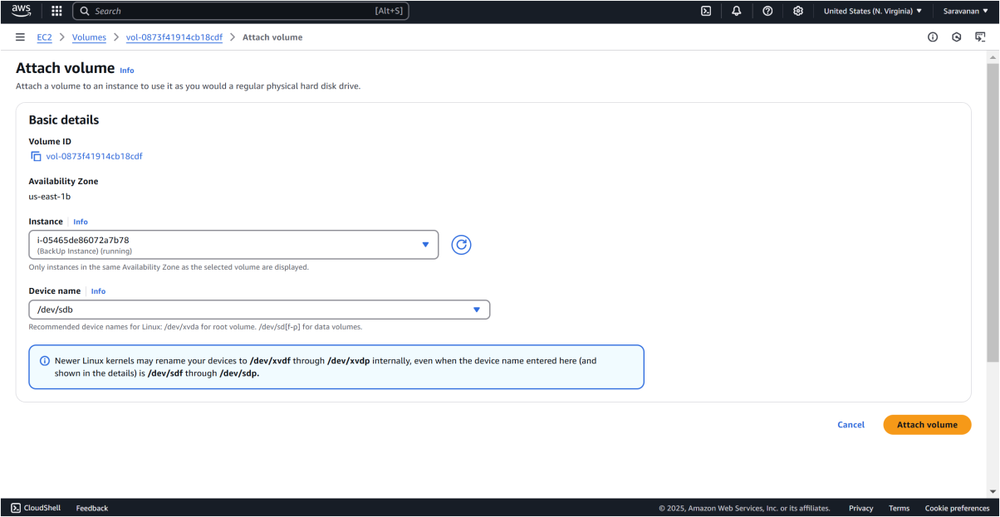 aws
Search [Alt+S]
United States (N. Virginia)
Saravanan
EC2 > Volumes > vol-0873f41914cb18cdf > Attach volume
Attach volume Info
Attach a volume to an instance to use it as you would a regular physical hard disk drive.
Basic details
Volume ID
vol-0873f41914cb18cdf
Availability Zone
us-east-1b
Instance Info
i-05465de86072a7b78
(BackUp Instance) (running)
Only instances in the same Availability Zone as the selected volume are displayed.
Device name Info
/dev/sdb
Recommended device names for Linux: /dev/xvda for root volume. /dev/sd[f-p] for data volumes.
Newer Linux kernels may rename your devices to /dev/xvdf through /dev/xvdp internally, even when the device name entered here (and
shown in the details) is /dev/sdf through /dev/sdp.
Cancel Attach volume
CloudShell Feedback © 2025, Amazon Web Services, Inc. or its affiliates. Privacy Terms Cookie preferences